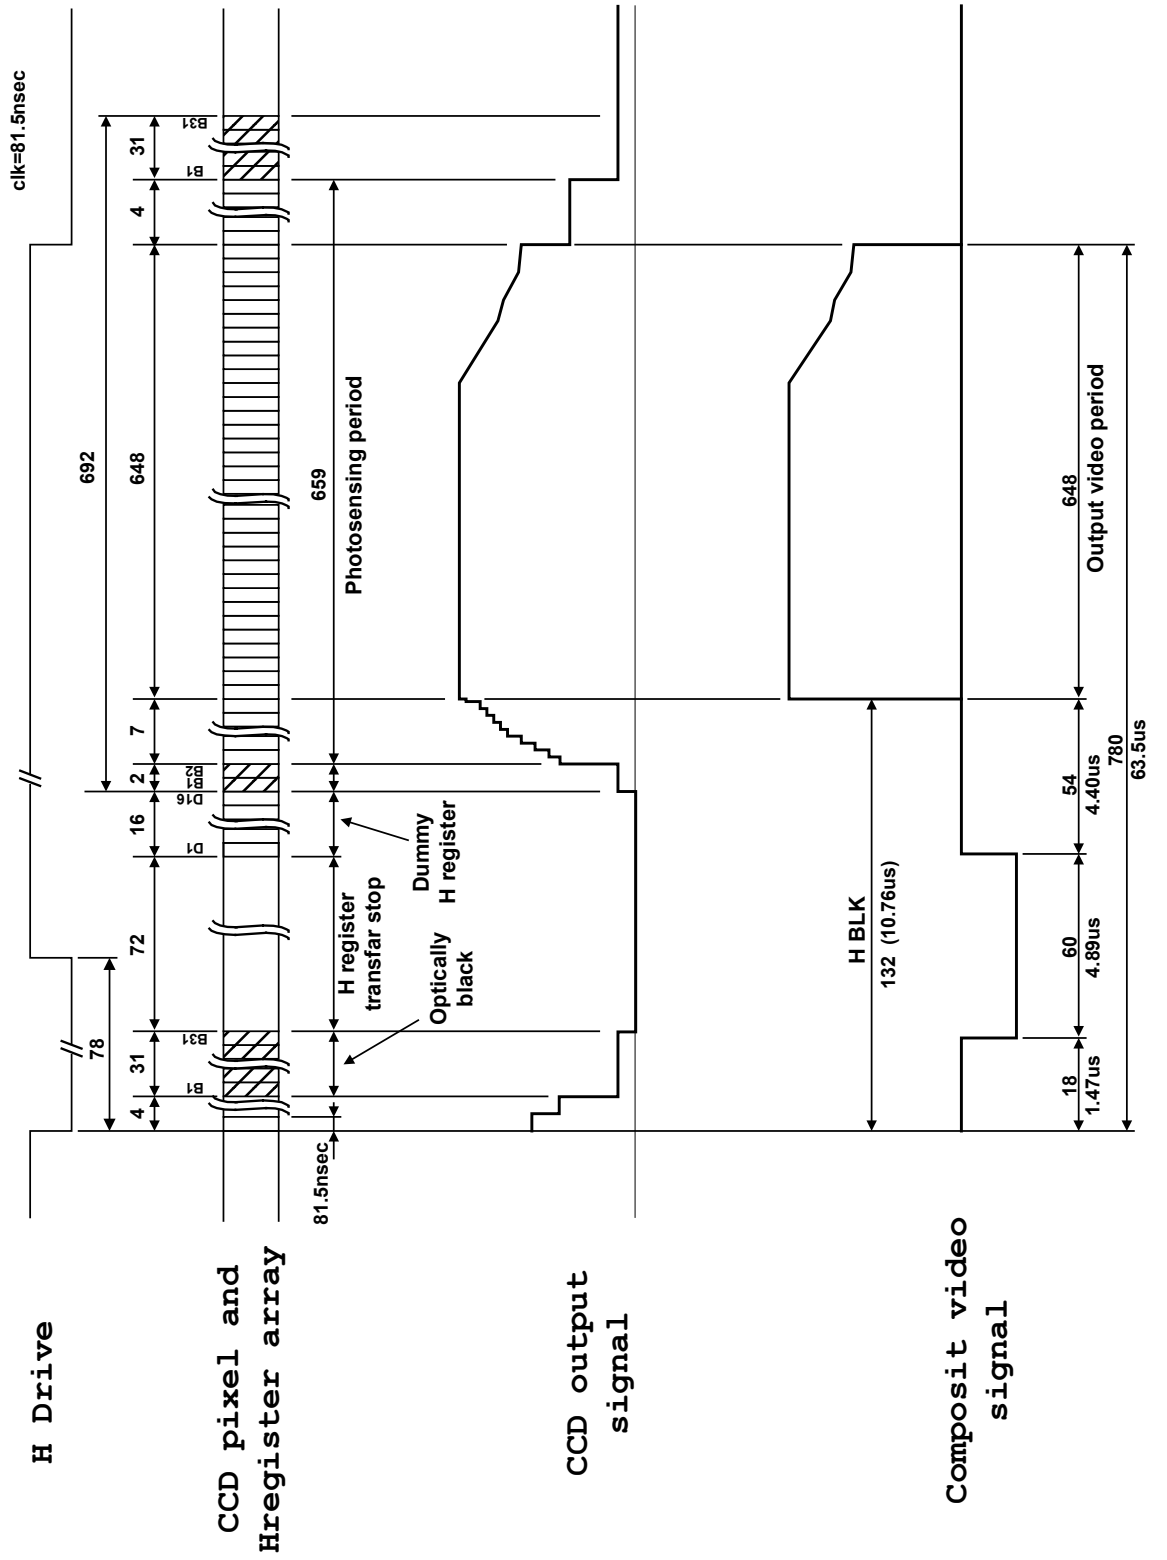 clk=81.5nsec
H Drive
78
692
4
31
72
16
2
7
648
4
31
B1
B31
D1
D16
B1
B2
B1
B31
CCD pixel and
Hregister array
81.5nsec
H register
transfar stop
659
Photosensing period
Optically
black
Dummy
H register
CCD output
signal
H BLK
132 (10.76us)
Composit video
signal
18
1.47us
60
4.89us
54
4.40us
648
Output video period
780
63.5us